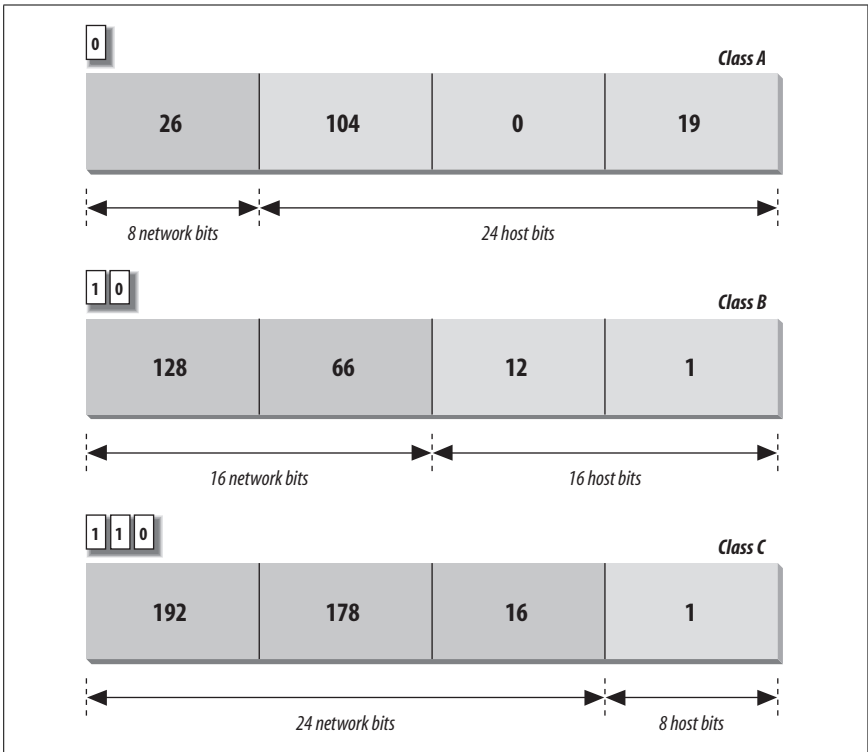 0
Class A
26 104 0 19
8 network bits 24 host bits
1 0
Class B
128 66 12 1
16 network bits 16 host bits
1 1 0
Class C
192 178 16 1
24 network bits 8 host bits